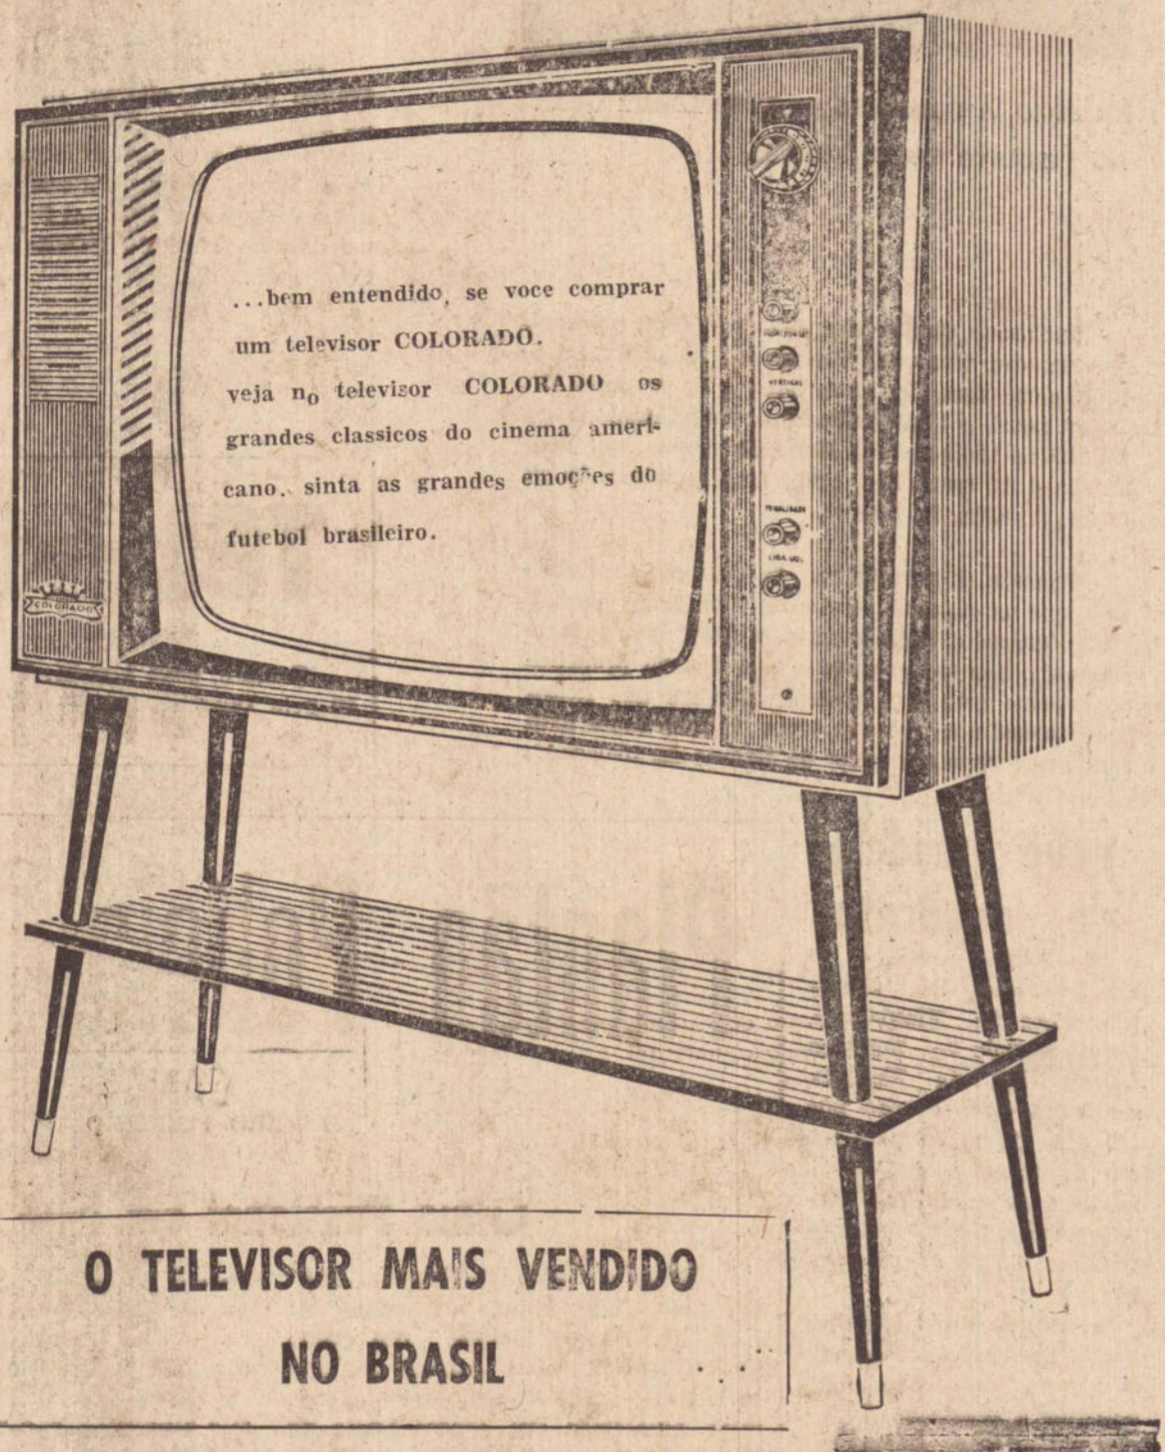 ...bem entendido, se voce comprar
um televisor COLORADO.
veja no televisor COLORADO os
grandes classicos do cinema ameri-
cano. sinta as grandes emoções do
futebol brasileiro.
VERTICAL
COLORADO
O TELEVISOR MAIS VENDIDO
NO BRASIL